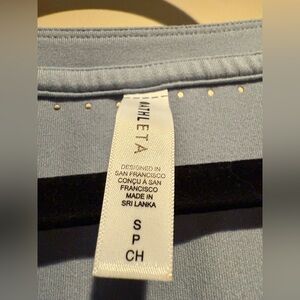 ATHLETA
DESIGNED IN
SAN FRANCISCO
CONÇU A SAN
FRANCISCO
MADE IN
SRI LANKA
S
P
CH